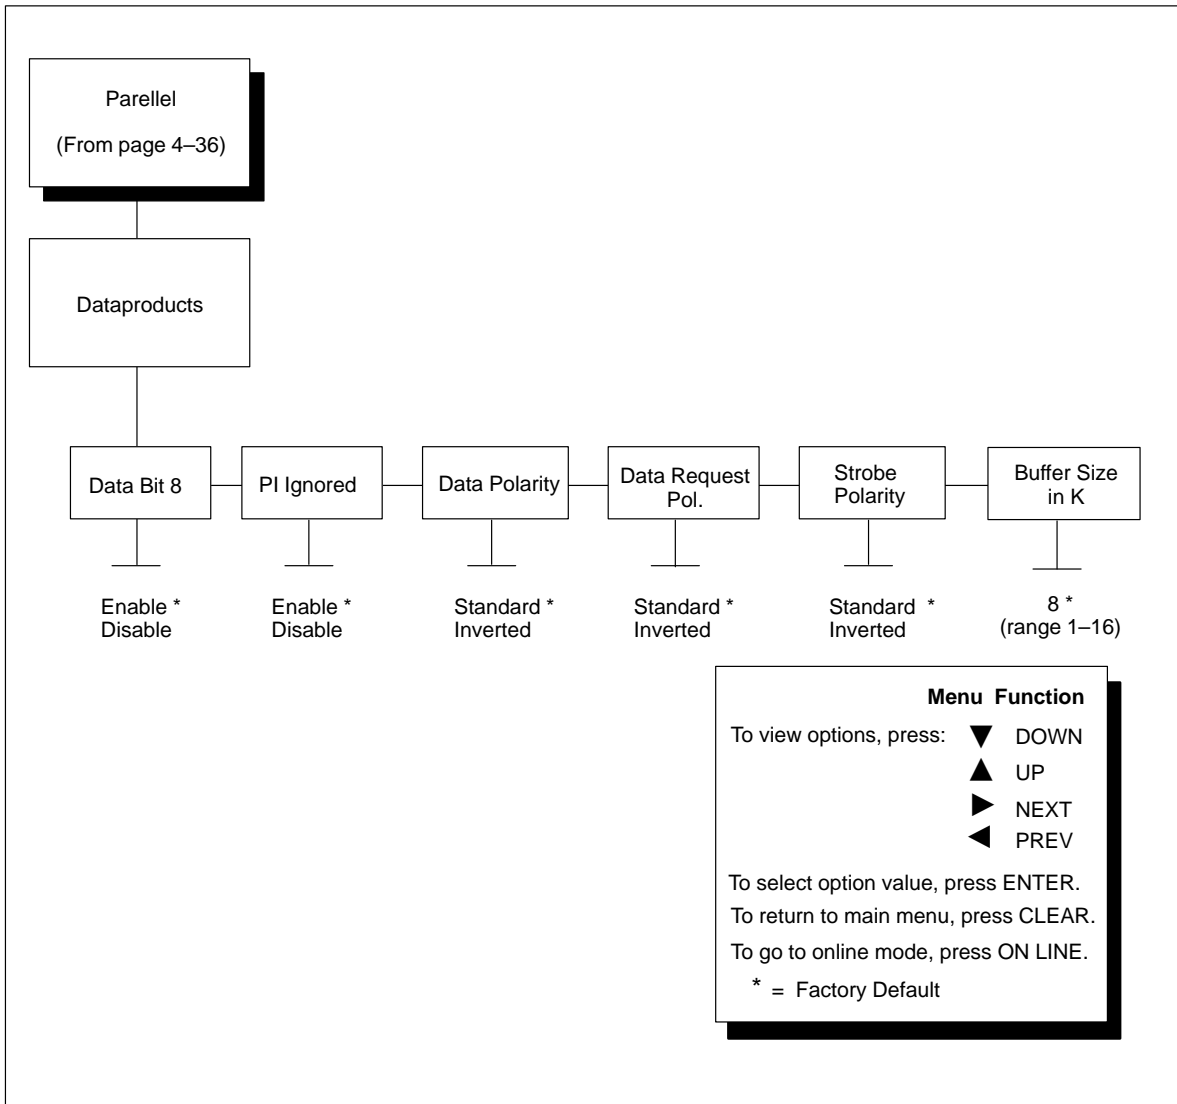 Parellel
(From page 4–36)
Dataproducts
Data Bit 8
PI Ignored
Data Polarity
Data Request
Pol.
Strobe
Polarity
Buffer Size
in K
Enable *
Disable
Enable *
Disable
Standard *
Inverted
Standard *
Inverted
Standard *
Inverted
8 *
(range 1–16)
Menu Function
To view options, press: ▼ DOWN
▲ UP
► NEXT
◄ PREV
To select option value, press ENTER.
To return to main menu, press CLEAR.
To go to online mode, press ON LINE.
* = Factory Default